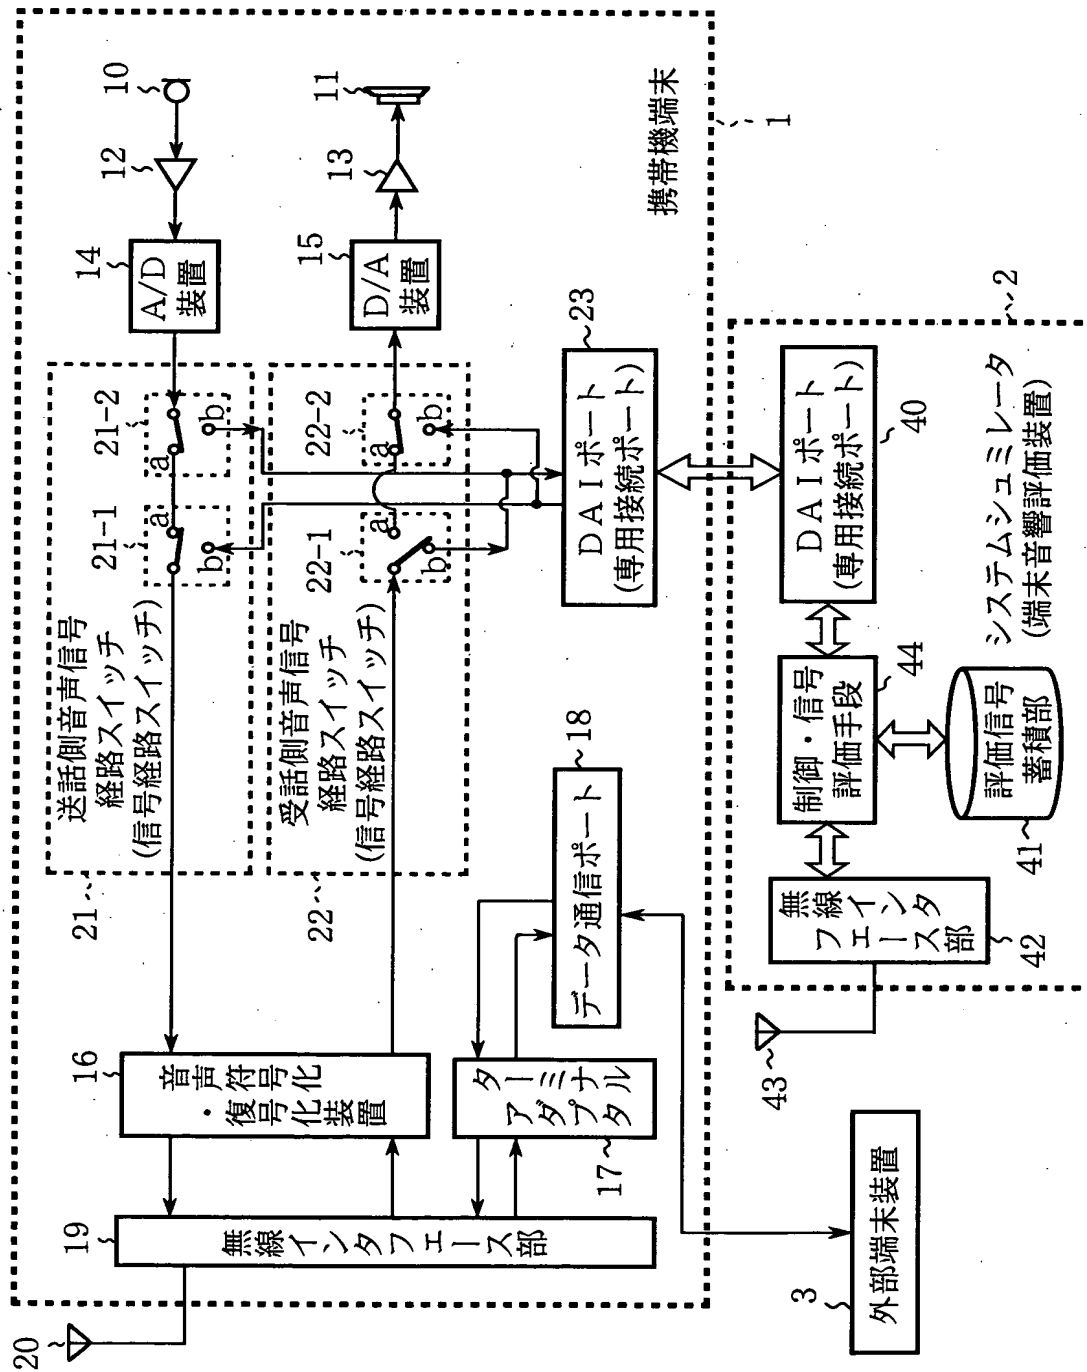 20
19
無線インタフェース部
16
音声符号化
・復号化装置
17
ターミナル
アダプタル
18
データ通信ポート
21
送話側音声信号
経路スイッチ
(信号経路スイッチ)
21-1
a
b
21-2
a
b
14
A/D
装置
12
10
22
受話側音声信号
経路スイッチ
(信号経路スイッチ)
22-1
a
b
22-2
a
b
15
D/A
装置
13
11
23
DAIポート
(専用接続ポート)
携帯機端末
1
3
外部端末装置
43
42
無線インタ
フェース部
44
制御・信号
評価手段
41
評価信号
蓄積部
40
DAIポート
(専用接続ポート)
システムシュミレータ
(端末音響評価装置)
2